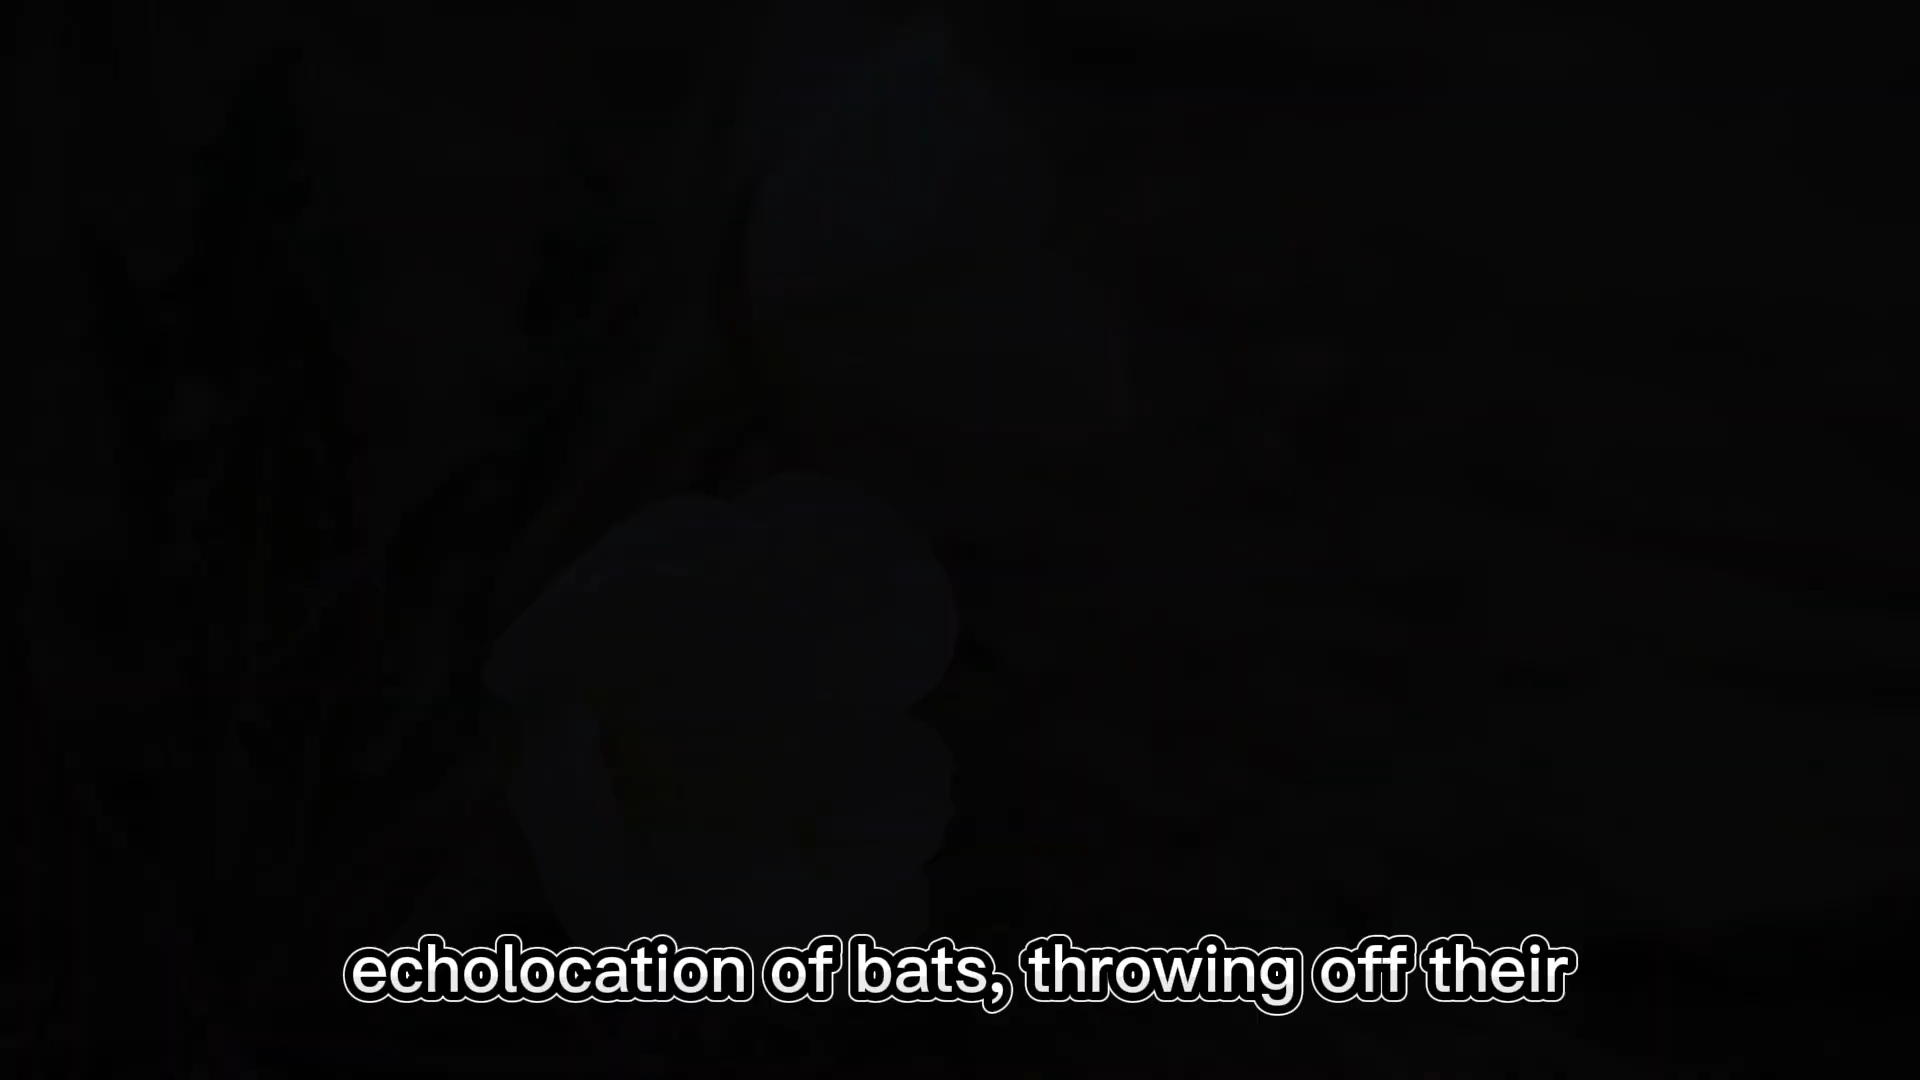 echolocation of bats, throwing off their